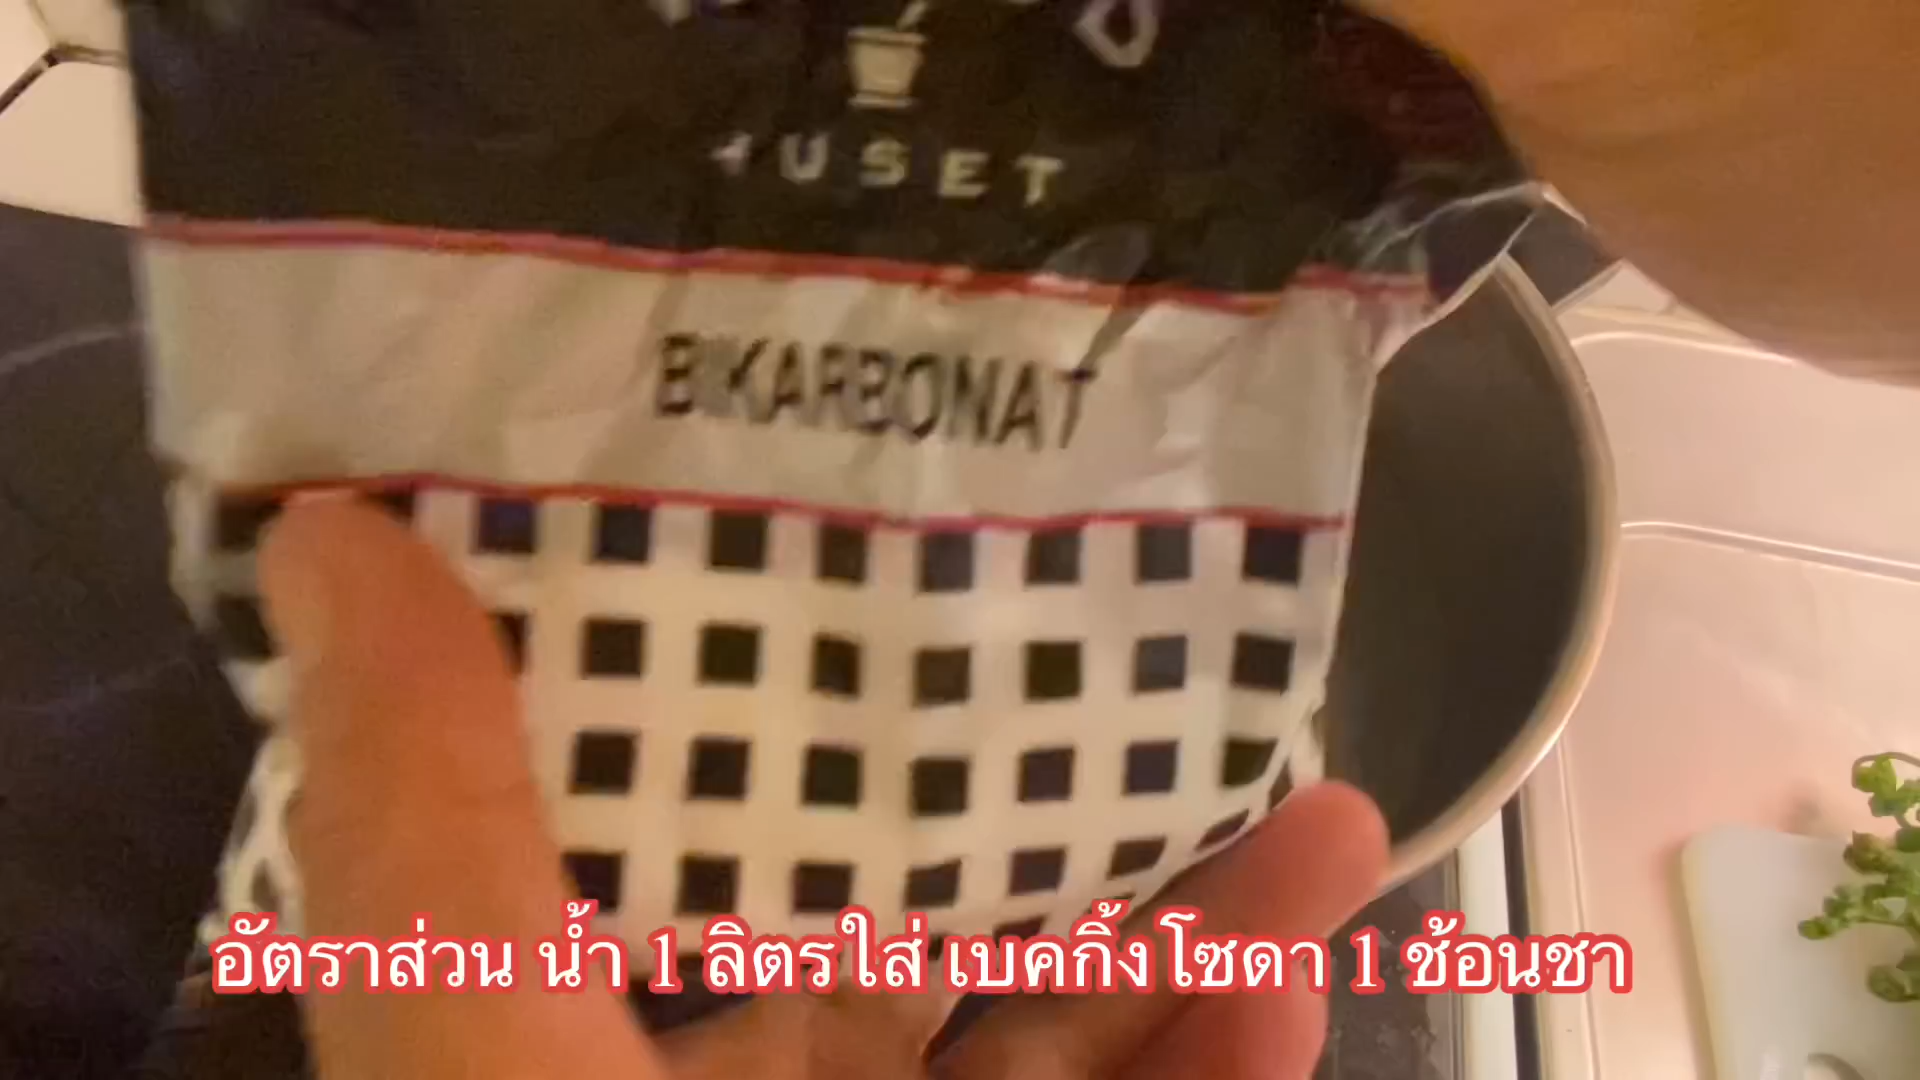 BIKARBONAT
อัตราส่วน น้ำ 1 ลิตรใส่ เบคกิ้งโซดา 1 ช้อนชา